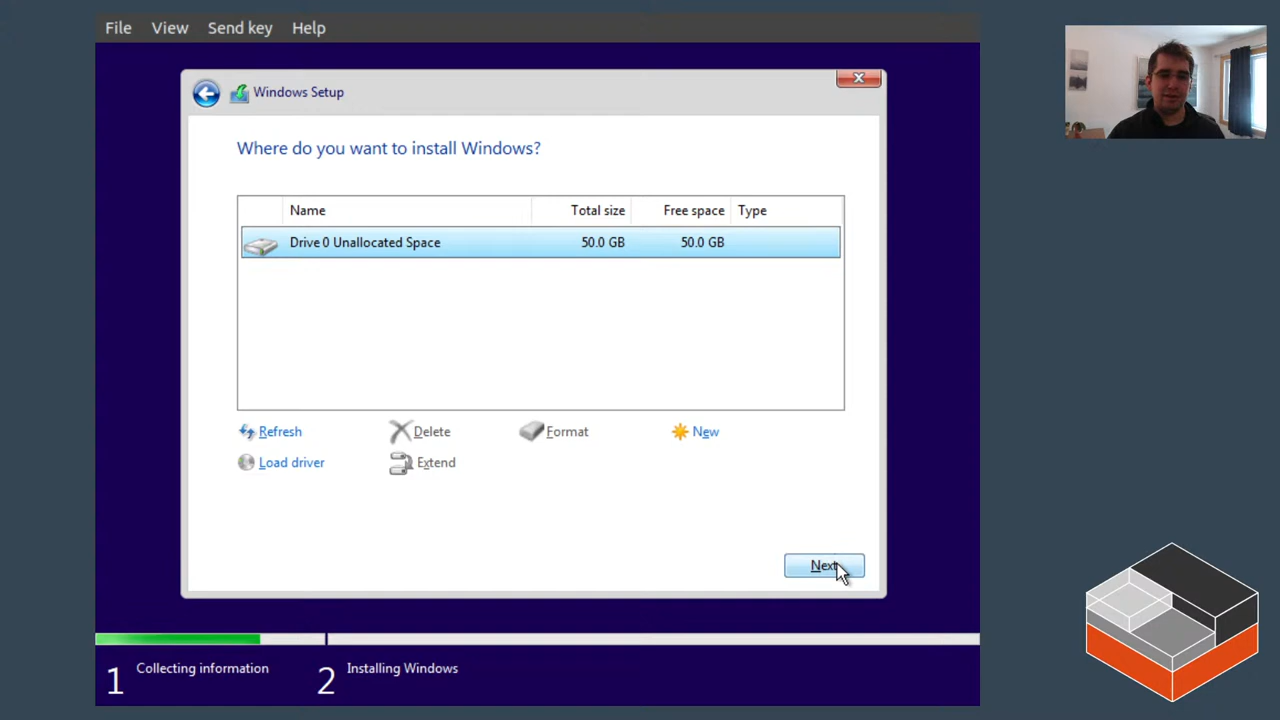 File View Send key Help
Windows Setup
Where do you want to install Windows?
Name Total size Free space Type
Drive 0 Unallocated Space 50.0 GB 50.0 GB
Refresh Delete Format New
Load driver Extend
Next
1 Collecting information 2 Installing Windows